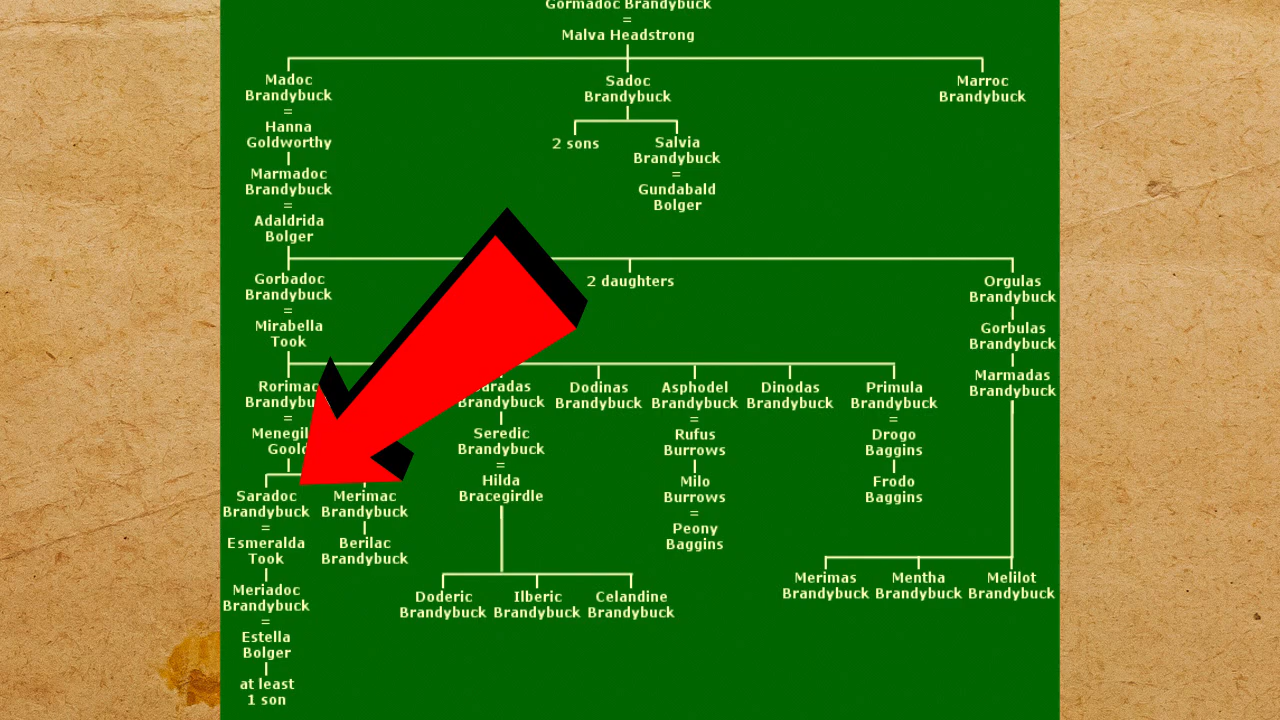 Gormadoc Brandybuck
=
Malva Headstrong
Madoc
Brandybuck
=
Hanna
Goldworthy
Marmadoc
Brandybuck
=
Adaldrida
Bolger
Sadoc
Brandybuck
2 sons
Salvia
Brandybuck
=
Gundabald
Bolger
Marroc
Brandybuck
Gorbadoc
Brandybuck
=
Mirabella
Took
2 daughters
Orgulas
Brandybuck
Gorbulas
Brandybuck
Marmadas
Brandybuck
Rorimac
=
Saradoc
Brandybuck
=
Esmeralda
Took
Meriadoc
Brandybuck
=
Estella
Bolger
at least
1 son
Merimac
Brandybuck
Berilac
Brandybuck
Brandybuck
Seredic
Brandybuck
=
Hilda
Bracegirdle
Doderic
Brandybuck
Ilberic
Brandybuck
Celandine
Brandybuck
Dodinas
Brandybuck
Asphodel
Brandybuck
=
Rufus
Burrows
Milo
Burrows
=
Peony
Baggins
Dinodas
Brandybuck
Primula
Brandybuck
=
Drogo
Baggins
Frodo
Baggins
Merimas
Brandybuck
Mentha
Brandybuck
Melilot
Brandybuck